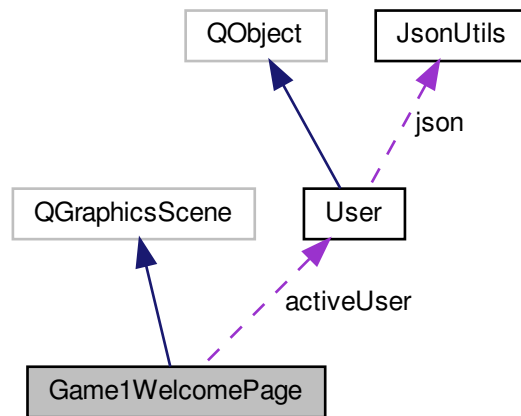 QObject
JsonUtils
json
QGraphicsScene
User
activeUser
Game1WelcomePage